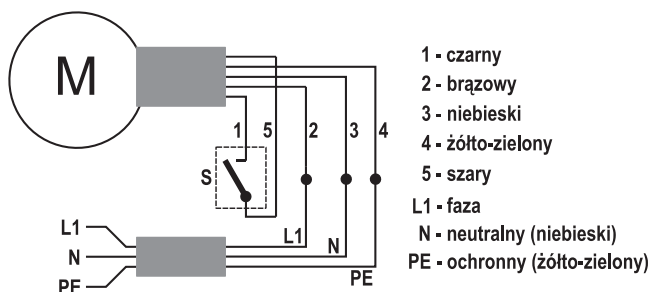 M
1 5 2 3 4
S
L1
N
PE
L1
N
PE
1 - czarny
2 - brązowy
3 - niebieski
4 - żółto-zielony
5 - szary
L1 - faza
N - neutralny (niebieski)
PE - ochronny (żółto-zielony)